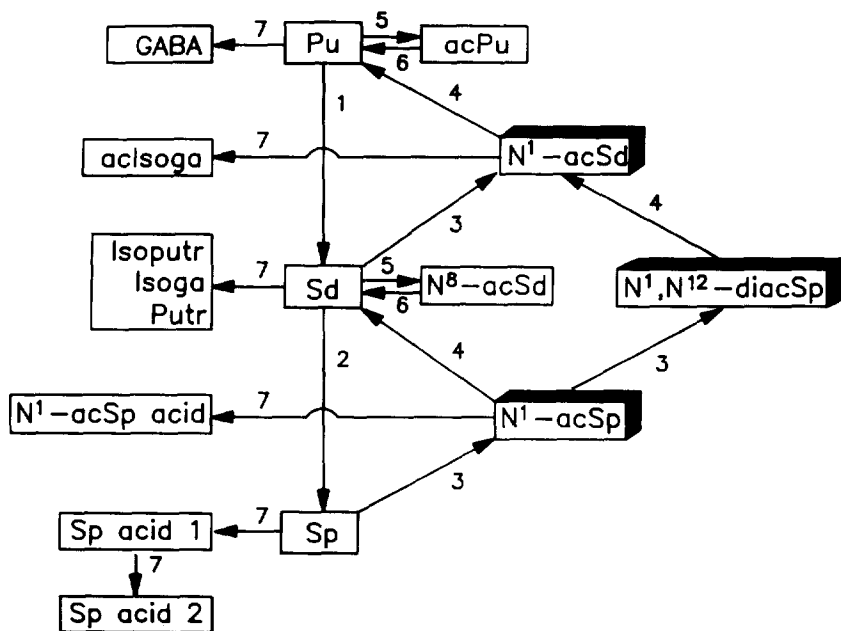 GABA 7 Pu 5 6 acPu
1 4
acIsoga 7 N¹-acSd
3 4
Isoputr
Isoga
Putr
7 Sd 5 6 N⁸-acSd N¹,N¹²-diacSp
2 4 3
N¹-acSp acid 7 N¹-acSp
3
Sp acid 1 7 Sp
7
Sp acid 2